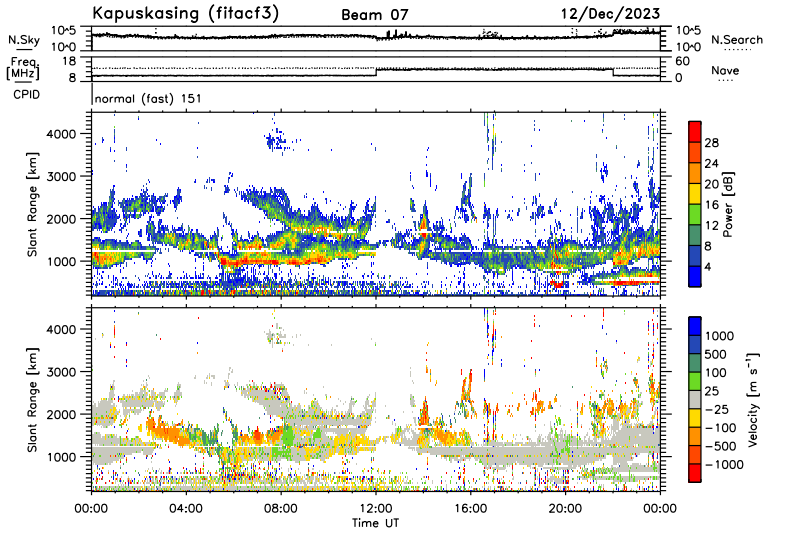 Kapuskasing (fitacf3) Beam 07 12/Dec/2023
N.Sky 10^5 10^0 10^5 10^0 N.Search
Freq. [MHz] 18 8 60 0 Nave
CPID normal (fast) 151
Slant Range [km] 4000 3000 2000 1000
Power [dB] 28 24 20 16 12 8 4
Slant Range [km] 4000 3000 2000 1000
Velocity [m s⁻¹] 1000 500 100 25 −25 −100 −500 −1000
00:00 04:00 08:00 12:00 16:00 20:00 00:00
Time UT